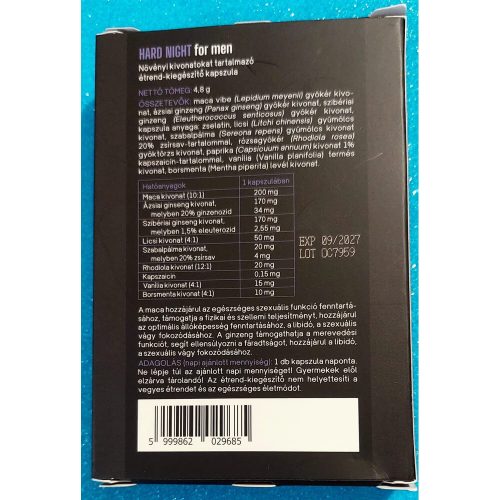 HARD NIGHT for men
Növényi kivonatokat tartalmazó
étrend-kiegészítő kapszula
NETTÓ TÖMEG: 4,8 g
ÖSSZETEVŐK: maca vibe (Lepidium meyenii) gyökér kivo-
nat, ázsiai ginzeng (Panax ginseng) gyökér kivonat, szibériai
ginzeng (Eleutherococcus senticosus) gyökér kivonat,
kapszula anyaga: zselatin, licsi (Litchi chinensis) gyümölcs
kivonat, szabalpálma (Sereona repens) gyümölcs kivonat
20% zsírsav-tartalommal, rózsagyökér (Rhodiola rosea)
gyöktörzs kivonat, paprika (Capsicuum annuum) kivonat 1%
kapszaicin-tartalommal, vanília (Vanilla planifolia) termés
kivonat, borsmenta (Mentha piperita) levél kivonat.
Hatóanyagok 1 kapszulában
Maca kivonat (10:1) 200 mg
Ázsiai ginseng kivonat, 170 mg
melyben 20% ginzenozid 34 mg
Szibériai ginseng kivonat, 170 mg
melyben 1,5% eleuterozid 2,55 mg
Licsi kivonat (4:1) 50 mg
Szabalpálma kivonat, 20 mg
melyben 20% zsírsav 4 mg
Rhodiola kivonat (12:1) 20 mg
Kapszaicin 0,15 mg
Vanília kivonat (4:1) 15 mg
Borsmenta kivonat (4:1) 10 mg
EXP 09/2027
LOT OC7959
A maca hozzájárul az egészséges szexuális funkció fenntartá-
sához, támogatja a fizikai és szellemi teljesítményt, hozzájárul
az optimális állóképesség fenntartásához, a libidó, a szexuális
vágy fokozásához. A ginzeng támogathatja a merevedési
funkciót, segít ellensúlyozni a fáradtságot, hozzájárul a libidó,
a szexuális vágy fokozásához.
ADAGOLÁS (napi ajánlott mennyiség): 1 db kapszula naponta.
Ne lépje túl az ajánlott napi mennyiséget! Gyermekek elől
elzárva tárolandó! Az étrend-kiegészítő nem helyettesíti a
vegyes étrendet és az egészséges életmódot.
5 999862 029685